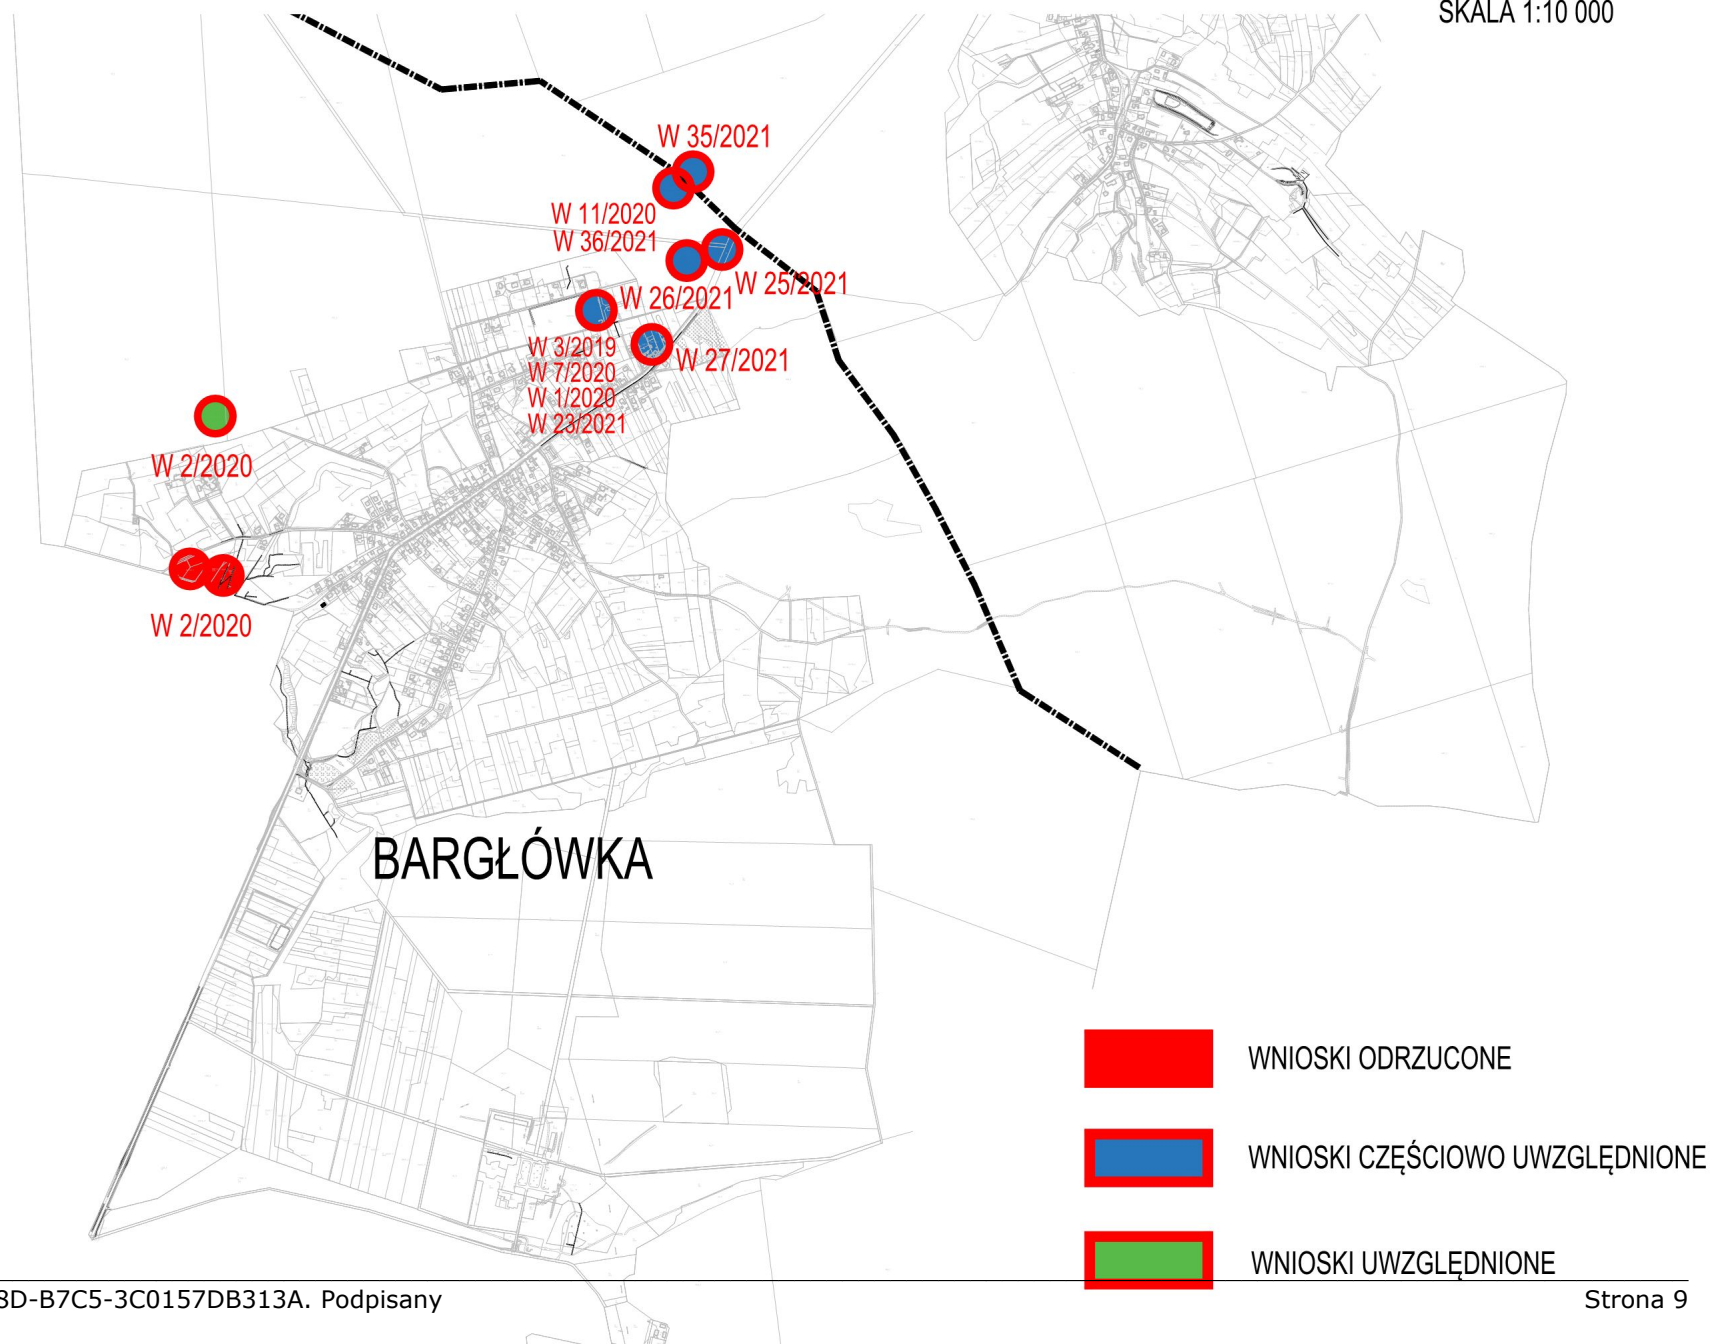 SKALA 1:10 000
W 35/2021
W 11/2020
W 36/2021
W 25/2021
W 26/2021
W 3/2019
W 7/2020
W 1/2020
W 23/2021
W 27/2021
W 2/2020
W 2/2020
BARGŁÓWKA
WNIOSKI ODRZUCONE
WNIOSKI CZĘŚCIOWO UWZGLĘDNIONE
WNIOSKI UWZGLĘDNIONE
8D-B7C5-3C0157DB313A. Podpisany
Strona 9